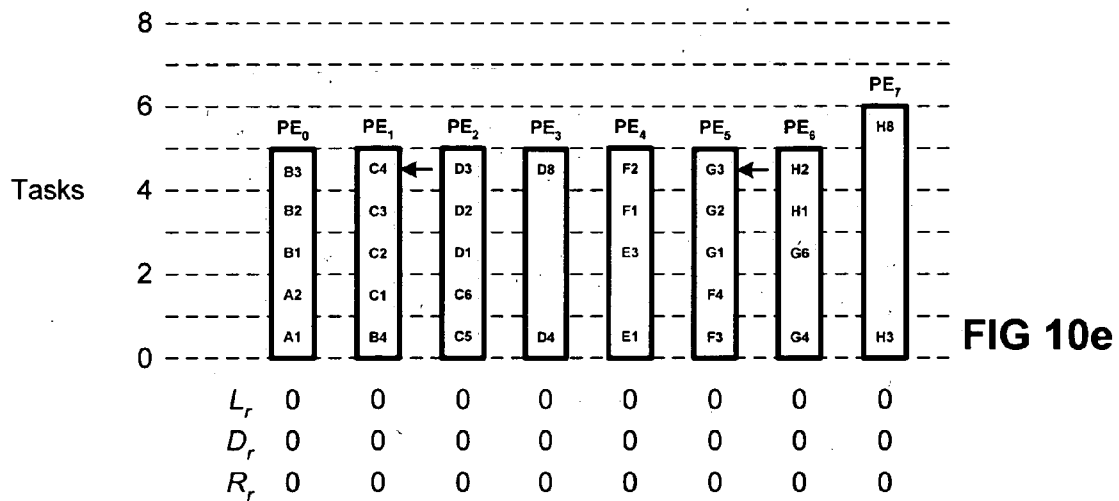 8
6
PE7
PE0 PE1 PE2 PE3 PE4 PE5 PE6
H8
Tasks
B3 C4 D3 D8 F2 G3 H2
4
B2 C3 D2 F1 G2 H1
B1 C2 D1 E3 G1 G6
2
A2 C1 C6 F4
A1 B4 C5 D4 E1 F3 G4 H3
0
FIG 10e
Lr 0 0 0 0 0 0 0 0
Dr 0 0 0 0 0 0 0 0
Rr 0 0 0 0 0 0 0 0